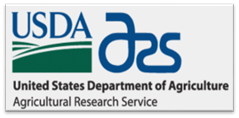 USDA ars
United States Department of Agriculture
Agricultural Research Service